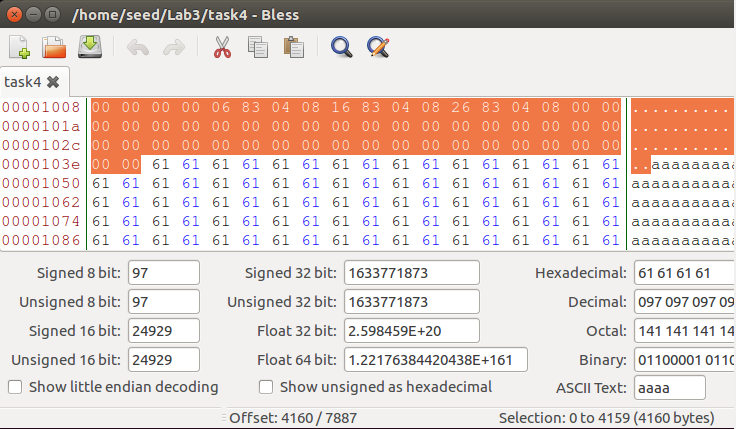 /home/seed/Lab3/task4 - Bless
task4
00001008 00 00 00 00 06 83 04 08 16 83 04 08 26 83 04 08 00 00 ..........
0000101a 00 00 00 00 00 00 00 00 00 00 00 00 00 00 00 00 00 00 ..........
0000102c 00 00 00 00 00 00 00 00 00 00 00 00 00 00 00 00 00 00 ..........
0000103e 00 00 61 61 61 61 61 61 61 61 61 61 61 61 61 61 61 61 ..aaaaaaaaa
00001050 61 61 61 61 61 61 61 61 61 61 61 61 61 61 61 61 61 61 aaaaaaaaaaa
00001062 61 61 61 61 61 61 61 61 61 61 61 61 61 61 61 61 61 61 aaaaaaaaaaa
00001074 61 61 61 61 61 61 61 61 61 61 61 61 61 61 61 61 61 61 aaaaaaaaaaa
00001086 61 61 61 61 61 61 61 61 61 61 61 61 61 61 61 61 61 61 aaaaaaaaaaa
Signed 8 bit: 97 Signed 32 bit: 1633771873 Hexadecimal: 61 61 61 61
Unsigned 8 bit: 97 Unsigned 32 bit: 1633771873 Decimal: 097 097 097 09
Signed 16 bit: 24929 Float 32 bit: 2.598459E+20 Octal: 141 141 141 14
Unsigned 16 bit: 24929 Float 64 bit: 1.22176384420438E+161 Binary: 01100001 0110
Show little endian decoding Show unsigned as hexadecimal ASCII Text: aaaa
Offset: 4160 / 7887 Selection: 0 to 4159 (4160 bytes)